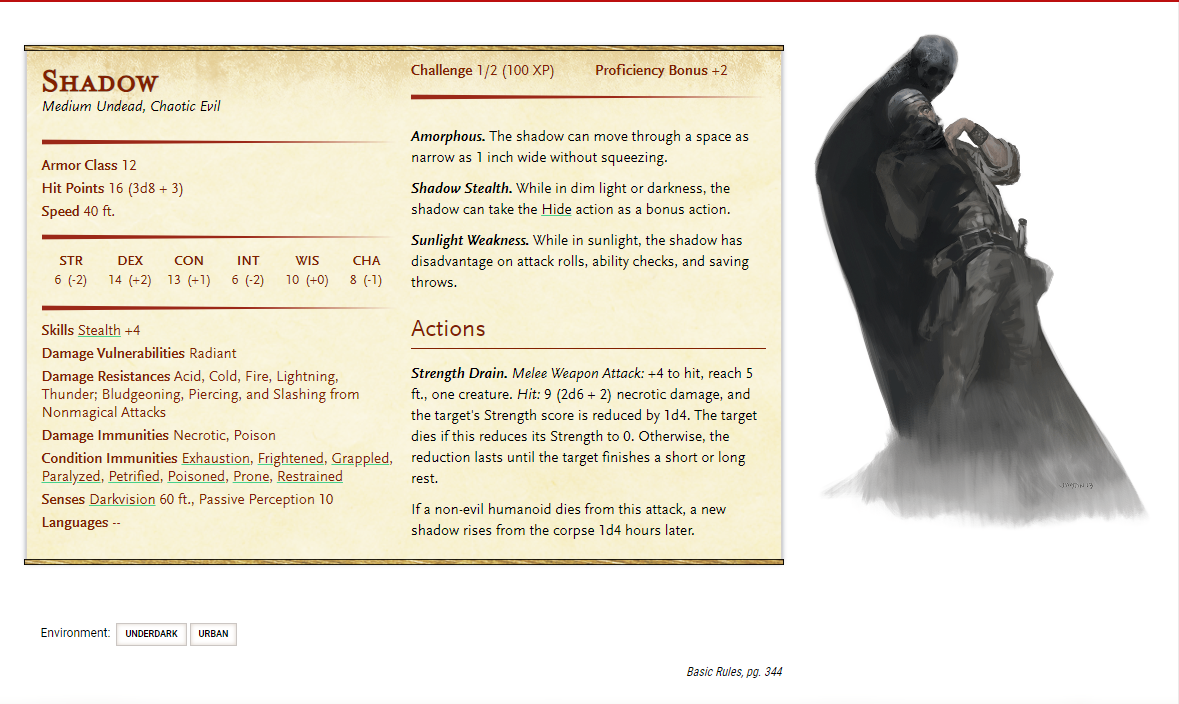 Shadow
Medium Undead, Chaotic Evil
Armor Class 12
Hit Points 16 (3d8 + 3)
Speed 40 ft.
STR DEX CON INT WIS CHA
6 (-2) 14 (+2) 13 (+1) 6 (-2) 10 (+0) 8 (-1)
Skills Stealth +4
Damage Vulnerabilities Radiant
Damage Resistances Acid, Cold, Fire, Lightning,
Thunder; Bludgeoning, Piercing, and Slashing from
Nonmagical Attacks
Damage Immunities Necrotic, Poison
Condition Immunities Exhaustion, Frightened, Grappled,
Paralyzed, Petrified, Poisoned, Prone, Restrained
Senses Darkvision 60 ft., Passive Perception 10
Languages --
Challenge 1/2 (100 XP) Proficiency Bonus +2
Amorphous. The shadow can move through a space as
narrow as 1 inch wide without squeezing.
Shadow Stealth. While in dim light or darkness, the
shadow can take the Hide action as a bonus action.
Sunlight Weakness. While in sunlight, the shadow has
disadvantage on attack rolls, ability checks, and saving
throws.
Actions
Strength Drain. Melee Weapon Attack: +4 to hit, reach 5
ft., one creature. Hit: 9 (2d6 + 2) necrotic damage, and
the target's Strength score is reduced by 1d4. The target
dies if this reduces its Strength to 0. Otherwise, the
reduction lasts until the target finishes a short or long
rest.
If a non-evil humanoid dies from this attack, a new
shadow rises from the corpse 1d4 hours later.
Environment: UNDERDARK URBAN
Basic Rules, pg. 344